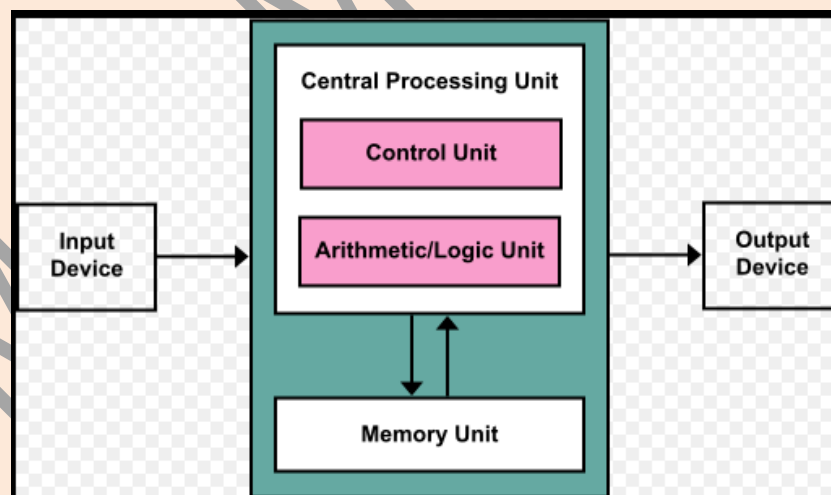 Central Processing Unit
Control Unit
Arithmetic/Logic Unit
Input
Device
Output
Device
Memory Unit